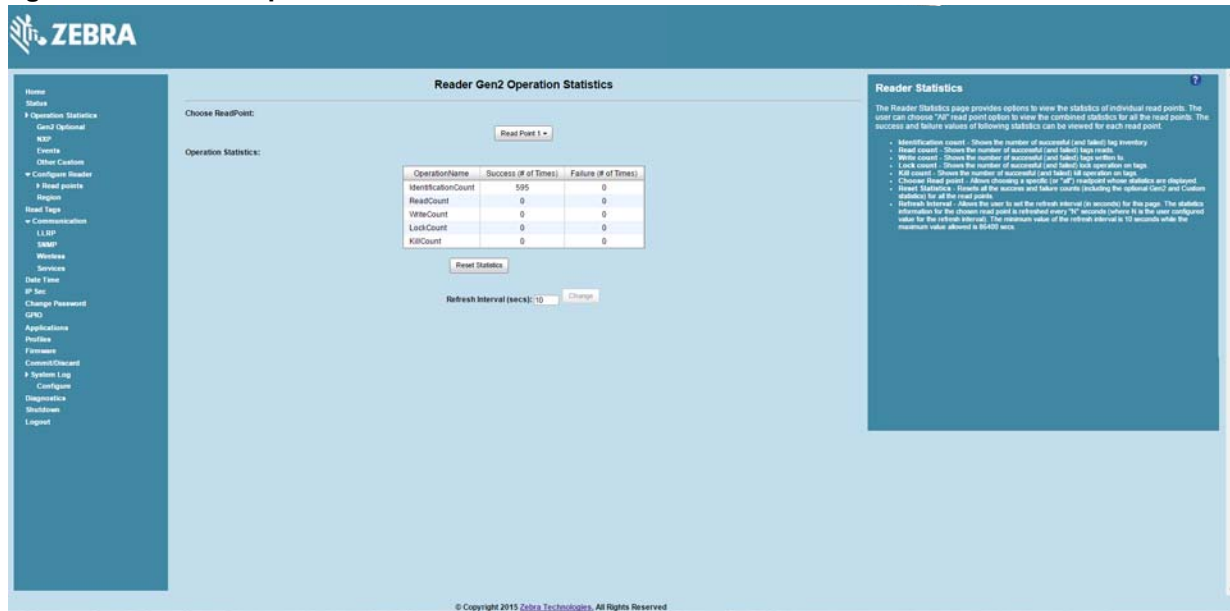 ZEBRA
Home
Status
Operation Statistics
Gen2 Optional
NXP
Events
Other Custom
Configure Reader
Read points
Region
Read Tags
Communication
LLRP
SNMP
Wireless
Services
Date Time
IP Sec
Change Password
GPIO
Applications
Profiles
Firmware
Commit/Discard
System Log
Configure
Diagnostics
Shutdown
Logout
Reader Gen2 Operation Statistics
Choose ReadPoint:
Read Point 1
Operation Statistics:
OperationName Success (# of Times) Failure (# of Times)
IdentificationCount 595 0
ReadCount 0 0
WriteCount 0 0
LockCount 0 0
KillCount 0 0
Reset Statistics
Refresh Interval (secs): 10 Change
?
Reader Statistics
The Reader Statistics page provides options to view the statistics of individual read points. The
user can choose "All" read point option to view the combined statistics for all the read points. The
success and failure values of following statistics can be viewed for each read point
• Identification count - Shows the number of successful (and failed) tag inventory
• Read count - Shows the number of successful (and failed) tags reads.
• Write count - Shows the number of successful (and failed) tags written to.
• Lock count - Shows the number of successful (and failed) lock operation on tags.
• Kill count - Shows the number of successful (and failed) kill operation on tags.
• Choose Read point - Allows choosing a specific (or "all") readpoint whose statistics are displayed.
• Reset Statistics - Resets all the success and failure counts (including the optional Gen2 and Custom
statistics) for all the read points.
• Refresh Interval - Allows the user to set the refresh interval (in seconds) for this page. The statistics
information for the chosen read point is refreshed every "N" seconds (where N is the user configured
value for the refresh interval). The minimum value of the refresh interval is 10 seconds while the
maximum value allowed is 86400 secs.
© Copyright 2015 Zebra Technologies. All Rights Reserved